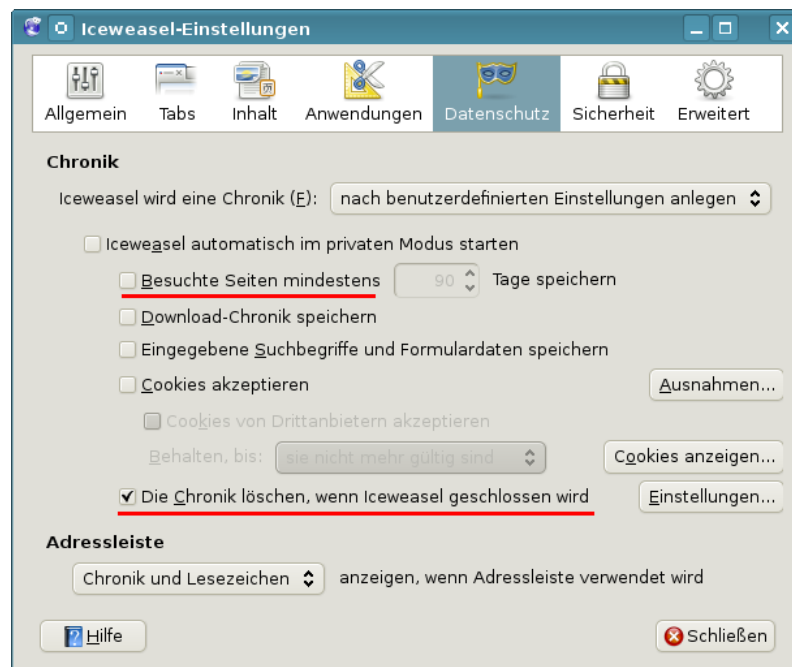 Iceweasel-Einstellungen
Allgemein Tabs Inhalt Anwendungen Datenschutz Sicherheit Erweitert
Chronik
Iceweasel wird eine Chronik (F): nach benutzerdefinierten Einstellungen anlegen
Iceweasel automatisch im privaten Modus starten
Besuchte Seiten mindestens 90 Tage speichern
Download-Chronik speichern
Eingegebene Suchbegriffe und Formulardaten speichern
Cookies akzeptieren Ausnahmen...
Cookies von Drittanbietern akzeptieren
Behalten, bis: sie nicht mehr gültig sind Cookies anzeigen...
Die Chronik löschen, wenn Iceweasel geschlossen wird Einstellungen...
Adressleiste
Chronik und Lesezeichen anzeigen, wenn Adressleiste verwendet wird
Hilfe Schließen